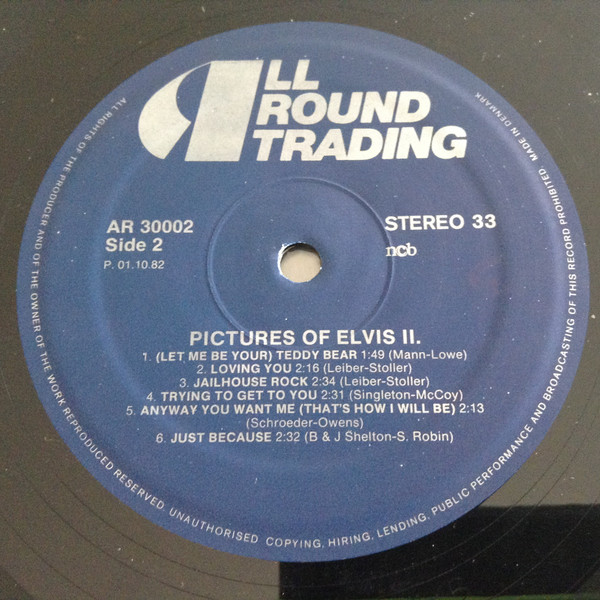 ALL
ROUND
TRADING
AR 30002
Side 2
P. 01.10.82
STEREO 33
ncb
PICTURES OF ELVIS II.
1. (LET ME BE YOUR) TEDDY BEAR 1:49 (Mann-Lowe)
2. LOVING YOU 2:16 (Leiber-Stoller)
3. JAILHOUSE ROCK 2:34 (Leiber-Stoller)
4. TRYING TO GET TO YOU 2:31 (Singleton-McCoy)
5. ANYWAY YOU WANT ME (THAT'S HOW I WILL BE) 2:13
(Schroeder-Owens)
6. JUST BECAUSE 2:32 (B & J Shelton-S. Robin)
ALL RIGHTS OF THE PRODUCER AND OF THE OWNER OF THE WORK REPRODUCED RESERVED. UNAUTHORISED COPYING, HIRING, LENDING, PUBLIC PERFORMANCE AND BROADCASTING OF THIS RECORD PROHIBITED MADE IN DENMARK